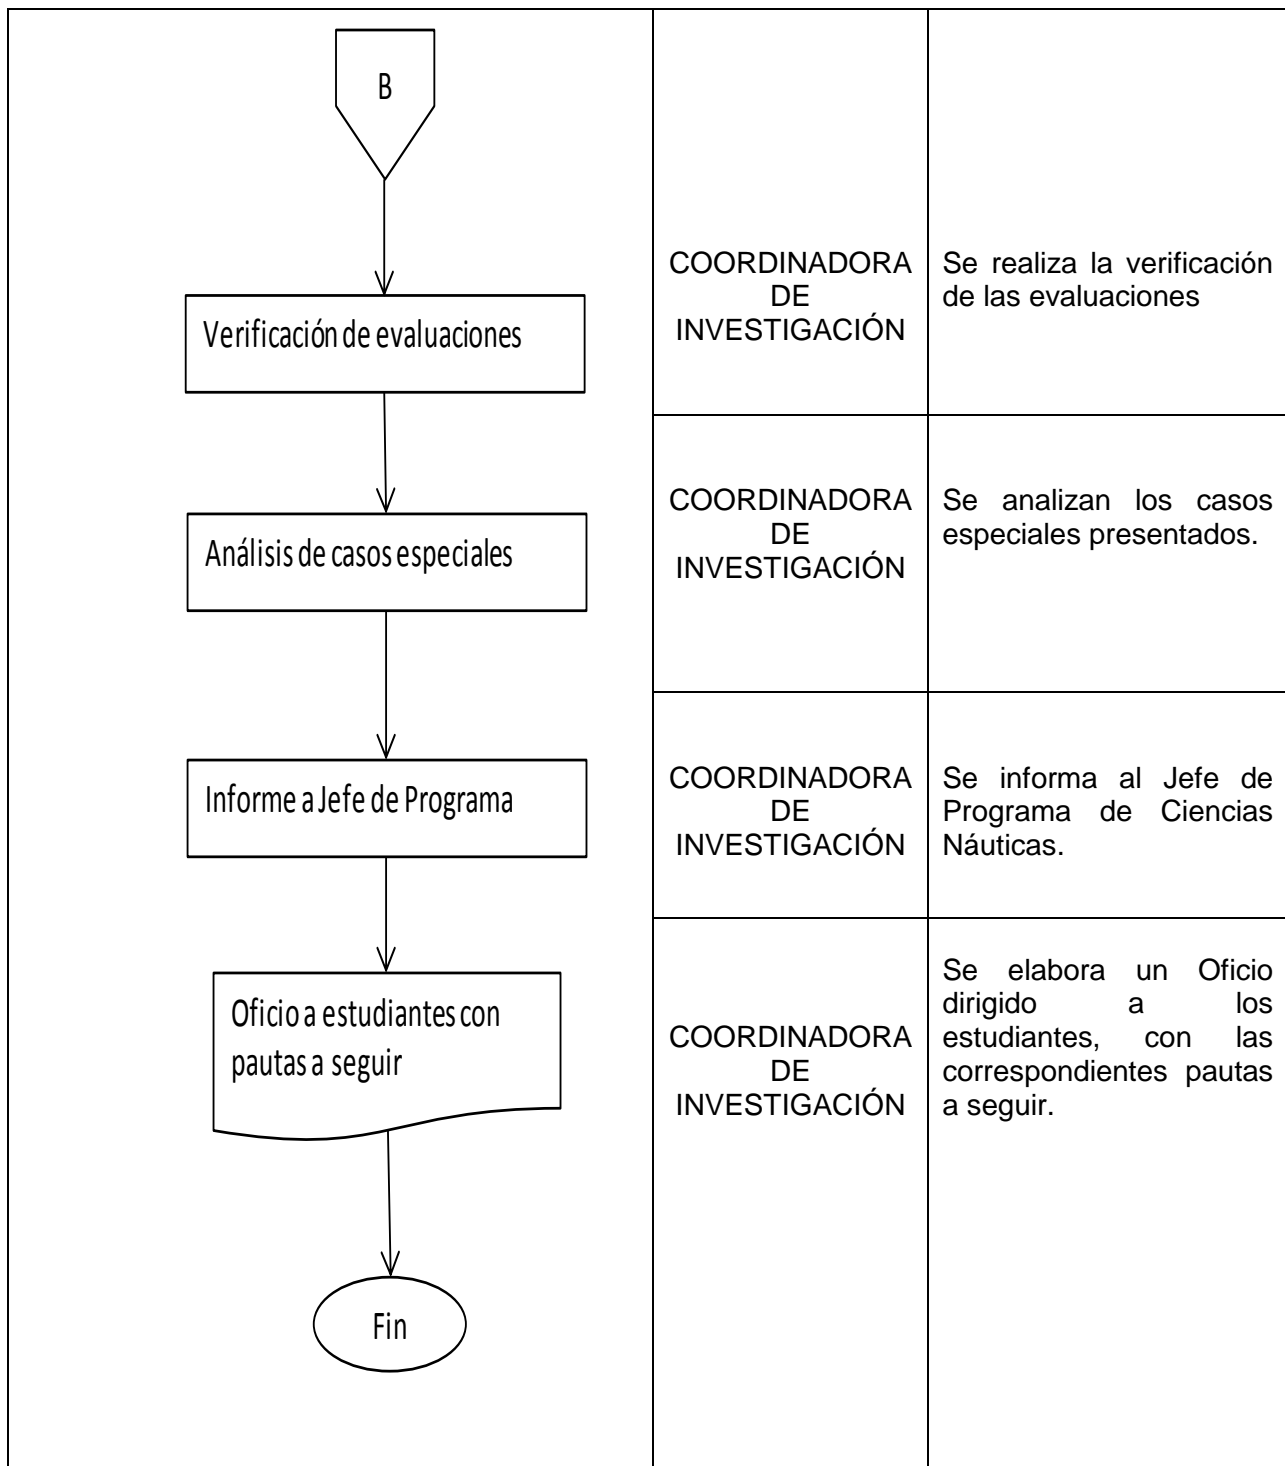 B
Verificación de evaluaciones
COORDINADORA
DE
INVESTIGACIÓN
Se realiza la verificación
de las evaluaciones
Análisis de casos especiales
COORDINADORA
DE
INVESTIGACIÓN
Se analizan los casos
especiales presentados.
Informe a Jefe de Programa
COORDINADORA
DE
INVESTIGACIÓN
Se informa al Jefe de
Programa de Ciencias
Náuticas.
Oficio a estudiantes con
pautas a seguir
COORDINADORA
DE
INVESTIGACIÓN
Se elabora un Oficio
dirigido a los
estudiantes, con las
correspondientes pautas
a seguir.
Fin